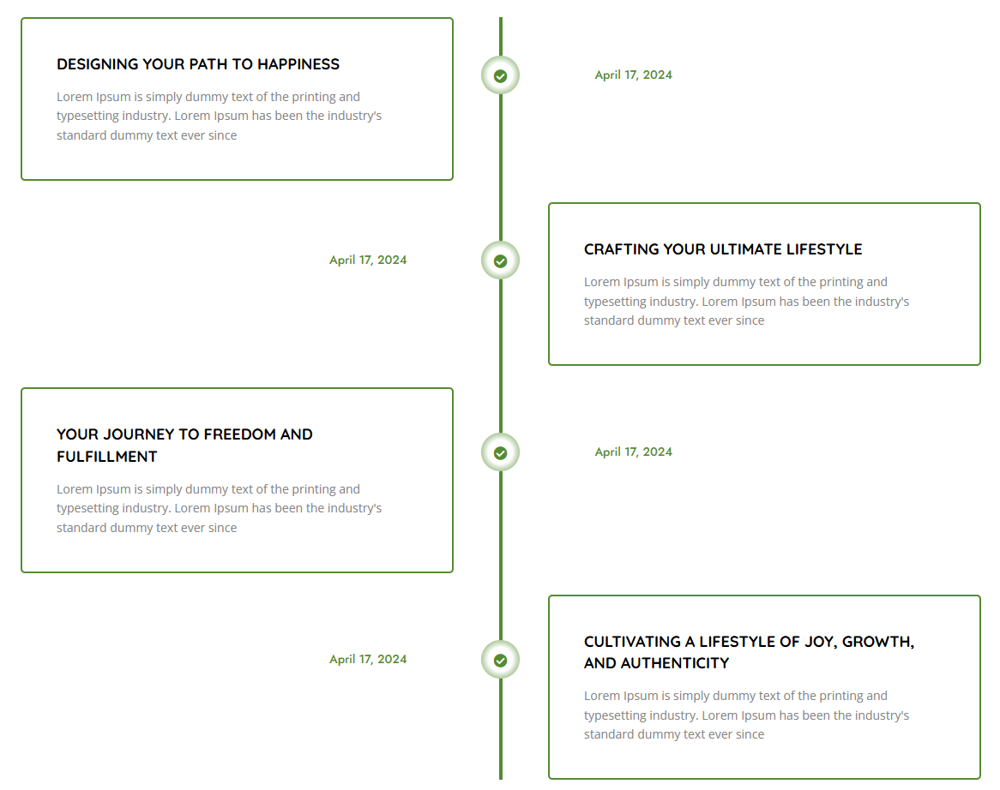 DESIGNING YOUR PATH TO HAPPINESS
Lorem Ipsum is simply dummy text of the printing and
typesetting industry. Lorem Ipsum has been the industry's
standard dummy text ever since
April 17, 2024
April 17, 2024
CRAFTING YOUR ULTIMATE LIFESTYLE
Lorem Ipsum is simply dummy text of the printing and
typesetting industry. Lorem Ipsum has been the industry's
standard dummy text ever since
YOUR JOURNEY TO FREEDOM AND
FULFILLMENT
Lorem Ipsum is simply dummy text of the printing and
typesetting industry. Lorem Ipsum has been the industry's
standard dummy text ever since
April 17, 2024
April 17, 2024
CULTIVATING A LIFESTYLE OF JOY, GROWTH,
AND AUTHENTICITY
Lorem Ipsum is simply dummy text of the printing and
typesetting industry. Lorem Ipsum has been the industry's
standard dummy text ever since